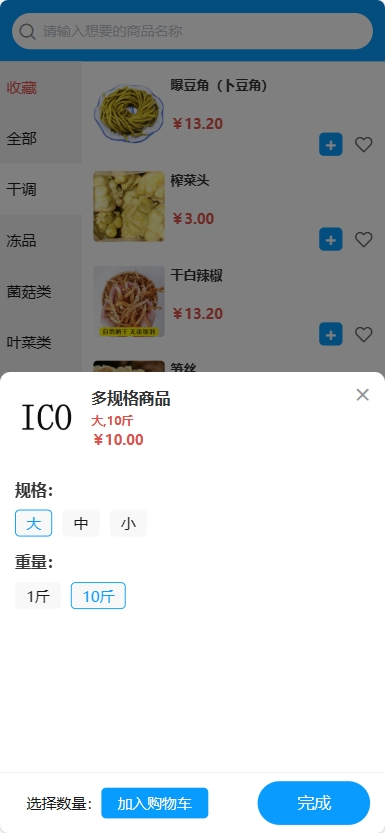 请输入想要的商品名称
收藏
全部
干调
冻品
菌菇类
叶菜类
曝豆角（卜豆角）
￥13.20
榨菜头
￥3.00
干白辣椒
￥13.20
自然晒干 无添加剂
笋丝
ICO
多规格商品
大,10斤
￥10.00
规格:
大
中
小
重量:
1斤
10斤
选择数量:
加入购物车
完成